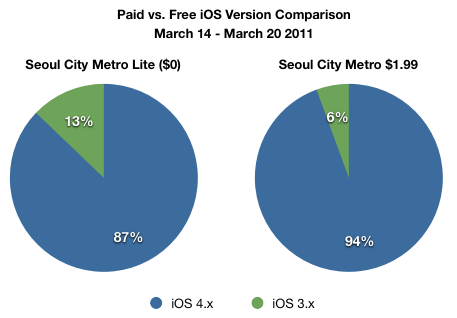 Paid vs. Free iOS Version Comparison
March 14 - March 20 2011
Seoul City Metro Lite ($0)
Seoul City Metro $1.99
13%
87%
6%
94%
iOS 4.x
iOS 3.x